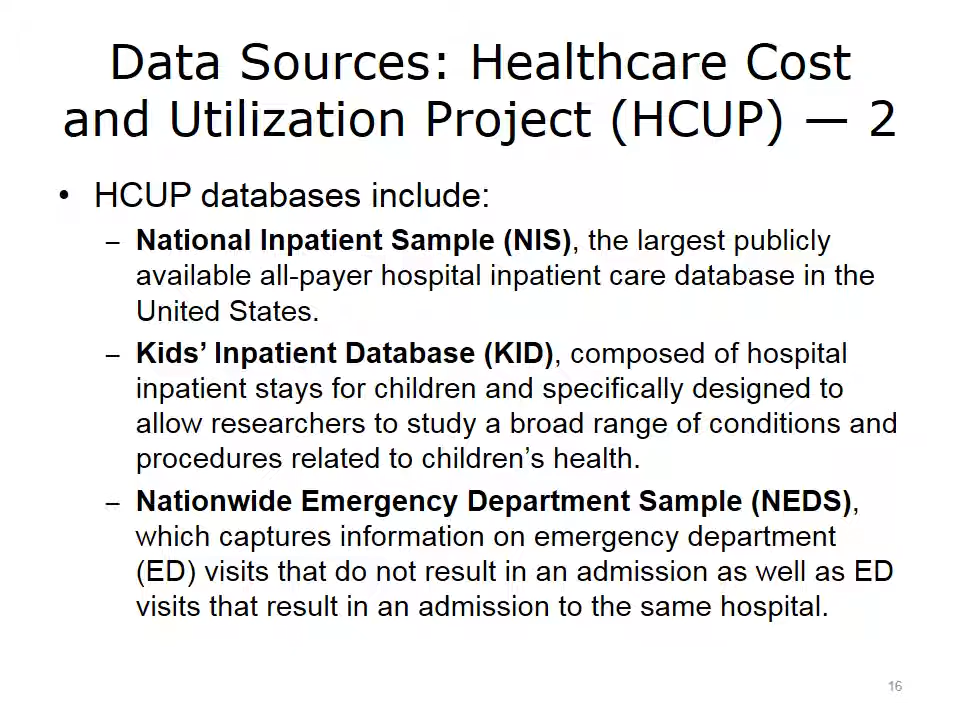 Data Sources: Healthcare Cost
and Utilization Project (HCUP) — 2
• HCUP databases include:
– National Inpatient Sample (NIS), the largest publicly
available all-payer hospital inpatient care database in the
United States.
– Kids’ Inpatient Database (KID), composed of hospital
inpatient stays for children and specifically designed to
allow researchers to study a broad range of conditions and
procedures related to children’s health.
– Nationwide Emergency Department Sample (NEDS),
which captures information on emergency department
(ED) visits that do not result in an admission as well as ED
visits that result in an admission to the same hospital.
16